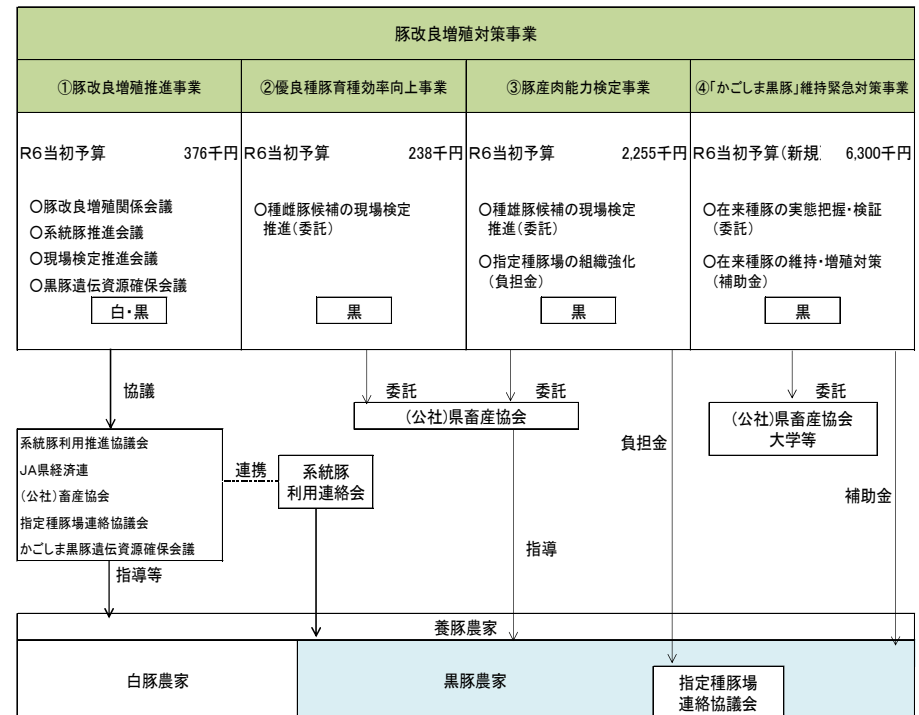 豚改良増殖対策事業
①豚改良増殖推進事業
②優良種豚育種効率向上事業
③豚産肉能力検定事業
④「かごしま黒豚」維持緊急対策事業
R6当初予算 376千円
R6当初予算 238千円
R6当初予算 2,255千円
R6当初予算(新規 6,300千円
○豚改良増殖関係会議
○系統豚推進会議
○現場検定推進会議
○黒豚遺伝資源確保会議
白・黒
○種雌豚候補の現場検定
推進(委託)
黒
○種雄豚候補の現場検定
推進(委託)
○指定種豚場の組織強化
(負担金)
黒
○在来種豚の実態把握・検証
(委託)
○在来種豚の維持・増殖対策
(補助金)
黒
協議
委託
委託
委託
(公社)県畜産協会
(公社)県畜産協会
大学等
系統豚利用推進協議会
JA県経済連
(公社)畜産協会
指定種豚場連絡協議会
かごしま黒豚遺伝資源確保会議
連携
系統豚
利用連絡会
負担金
補助金
指導
指導等
養豚農家
白豚農家
黒豚農家
指定種豚場
連絡協議会